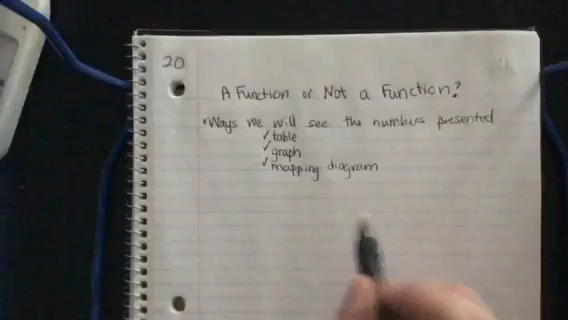 20
A Function or Not a Function?
•Ways we will see the numbers presented
✓table
✓graph
✓mapping diagram